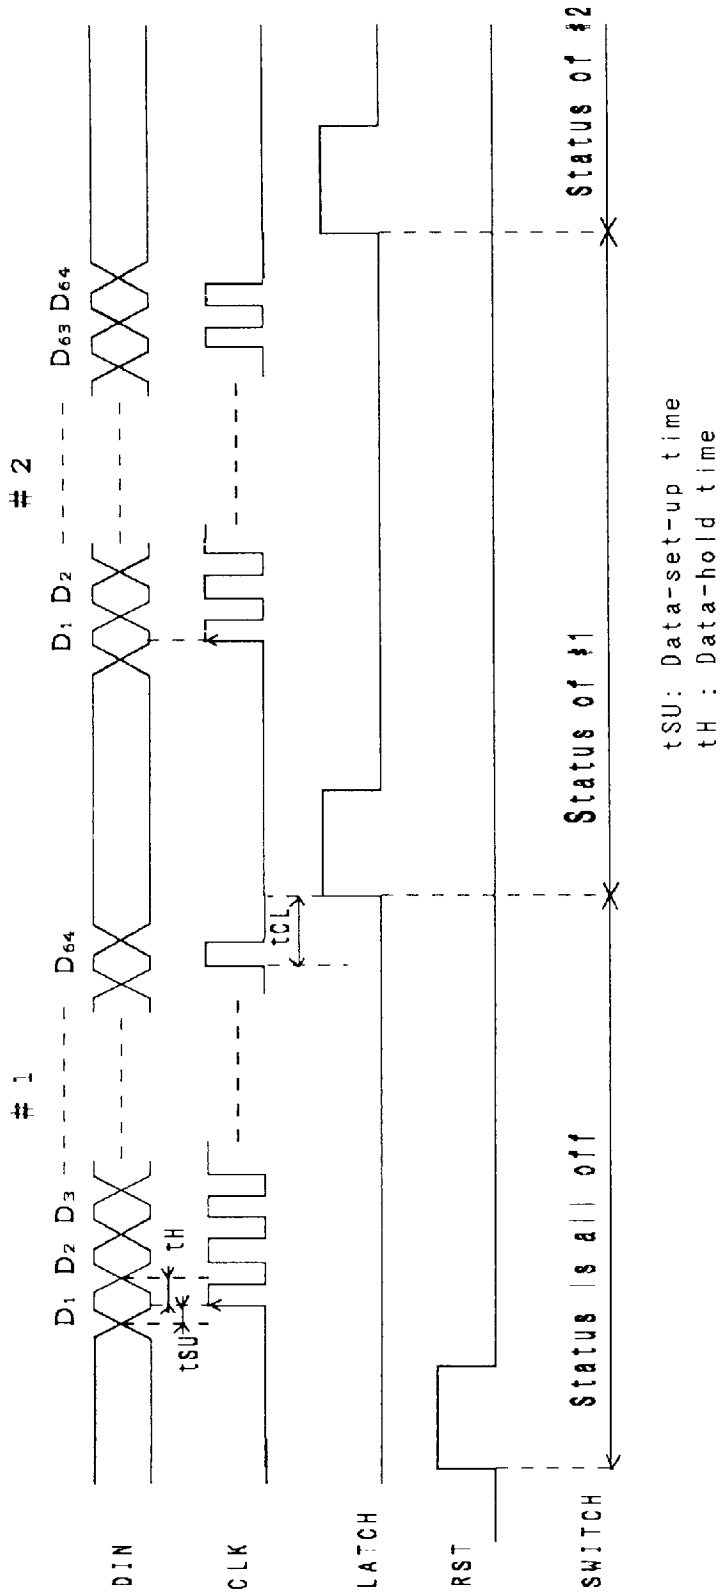 # 1 # 2
D1 D2 D3 D64 D1 D2 D63 D64
DIN
tSU tH
CLK
tCL
LATCH
RST
SWITCH
Status is all off Status of #1 Status of #2
tSU: Data-set-up time
tH : Data-hold time